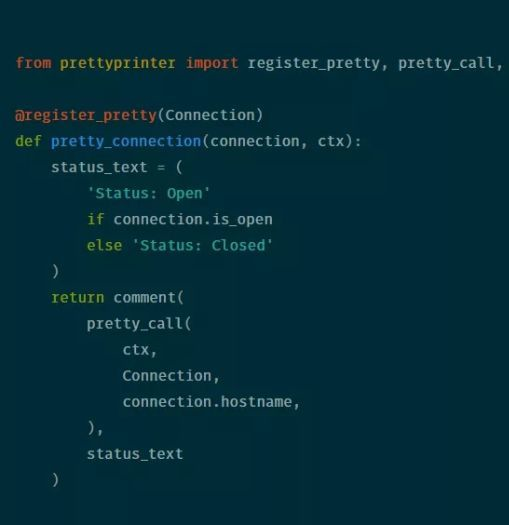 from prettyprinter import register_pretty, pretty_call,
@register_pretty(Connection)
def pretty_connection(connection, ctx):
    status_text = (
        'Status: Open'
        if connection.is_open
        else 'Status: Closed'
    )
    return comment(
        pretty_call(
            ctx,
            Connection,
            connection.hostname,
        ),
        status_text
    )